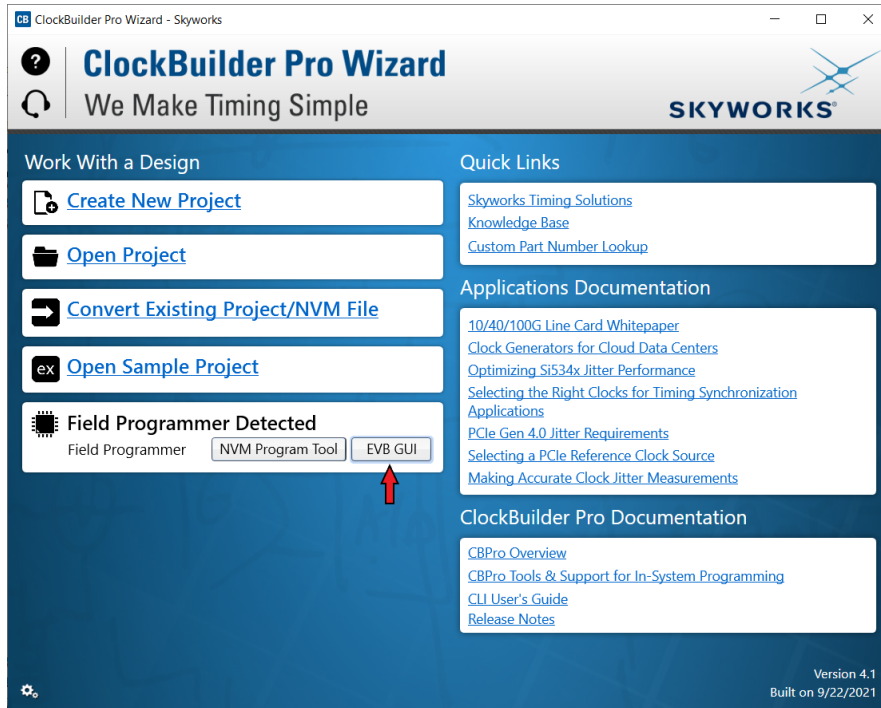 CB ClockBuilder Pro Wizard - Skyworks
?
ClockBuilder Pro Wizard
We Make Timing Simple
SKYWORKS®
Work With a Design
Create New Project
Open Project
Convert Existing Project/NVM File
ex Open Sample Project
Field Programmer Detected
Field Programmer NVM Program Tool EVB GUI
Quick Links
Skyworks Timing Solutions
Knowledge Base
Custom Part Number Lookup
Applications Documentation
10/40/100G Line Card Whitepaper
Clock Generators for Cloud Data Centers
Optimizing Si534x Jitter Performance
Selecting the Right Clocks for Timing Synchronization
Applications
PCIe Gen 4.0 Jitter Requirements
Selecting a PCIe Reference Clock Source
Making Accurate Clock Jitter Measurements
ClockBuilder Pro Documentation
CBPro Overview
CBPro Tools & Support for In-System Programming
CLI User's Guide
Release Notes
Version 4.1
Built on 9/22/2021